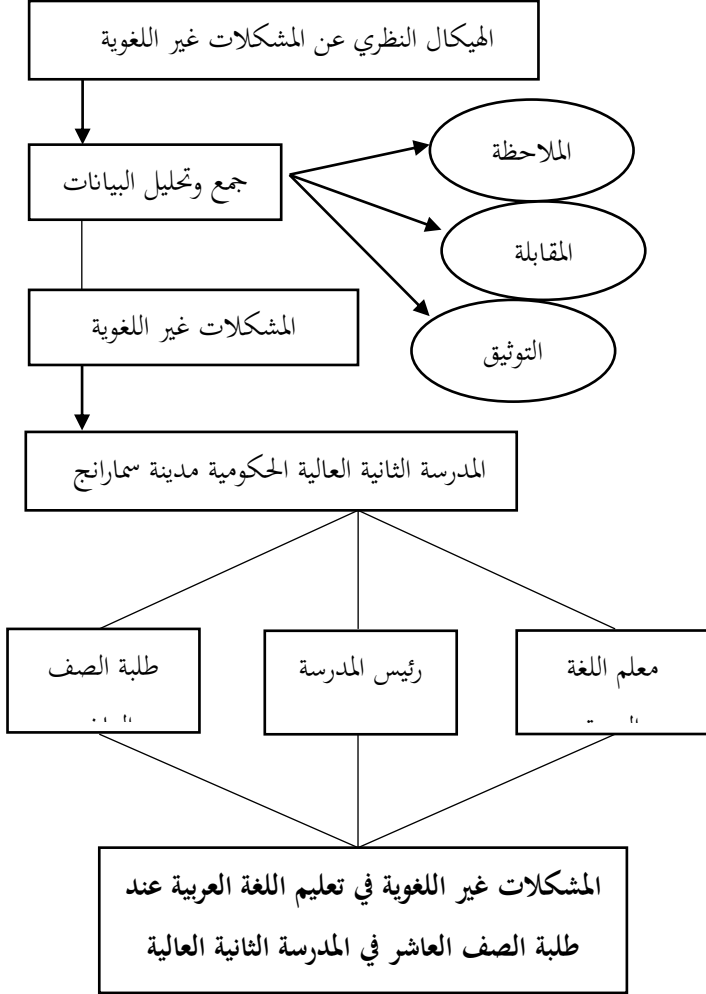 الهيكال النظري عن المشكلات غير اللغوية
الملاحظة
جمع وتحليل البيانات
المقابلة
المشكلات غير اللغوية
التوثيق
المدرسة الثانية العالية الحكومية مدينة سمارانج
معلم اللغة
رئيس المدرسة
طلبة الصف
المشكلات غير اللغوية في تعليم اللغة العربية عند
طلبة الصف العاشر في المدرسة الثانية العالية